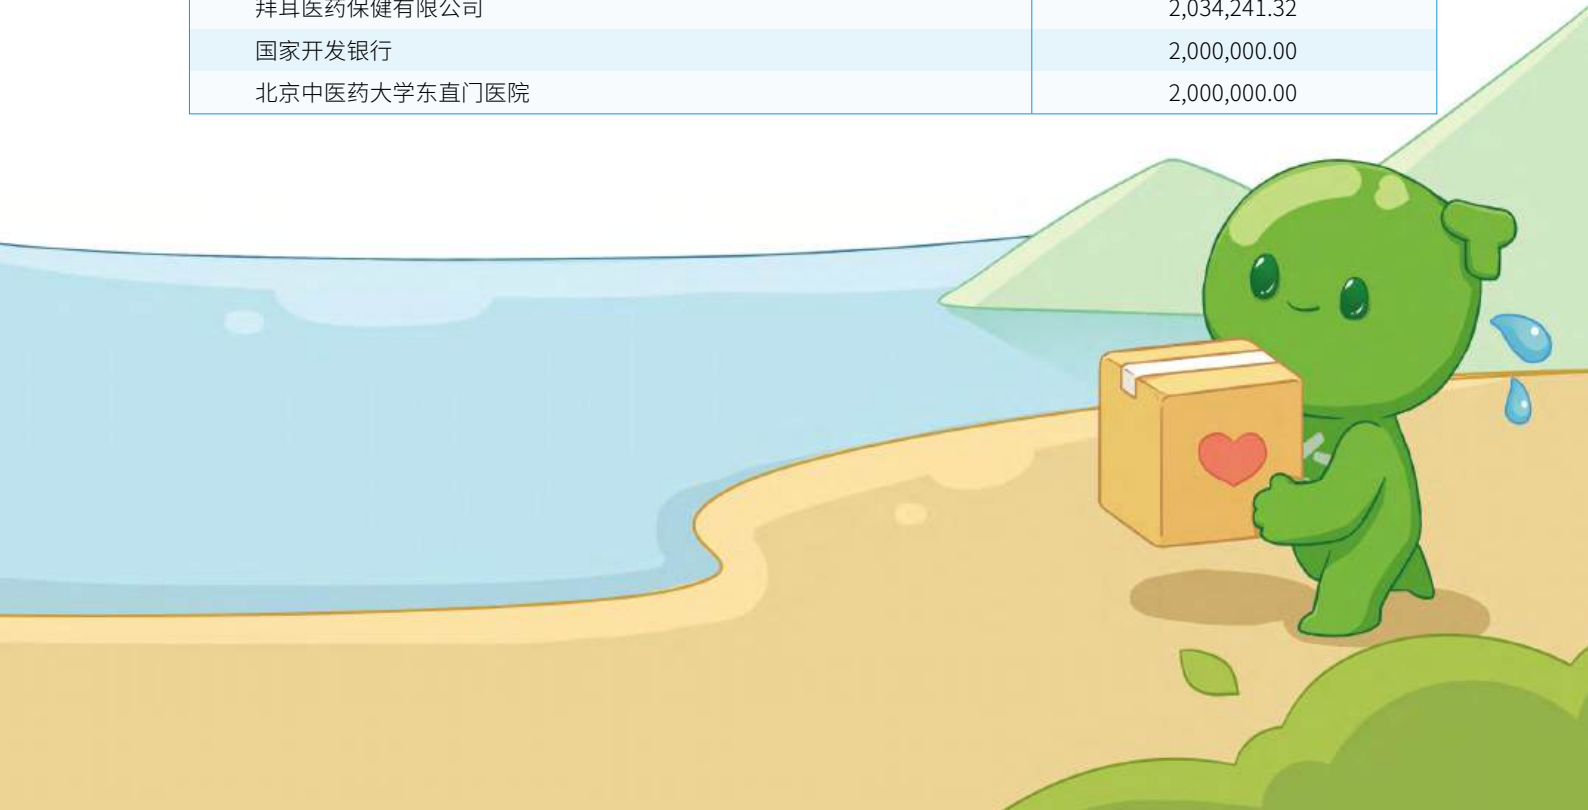 拜耳医药保健有限公司 2,034,241.32
国家开发银行 2,000,000.00
北京中医药大学东直门医院 2,000,000.00